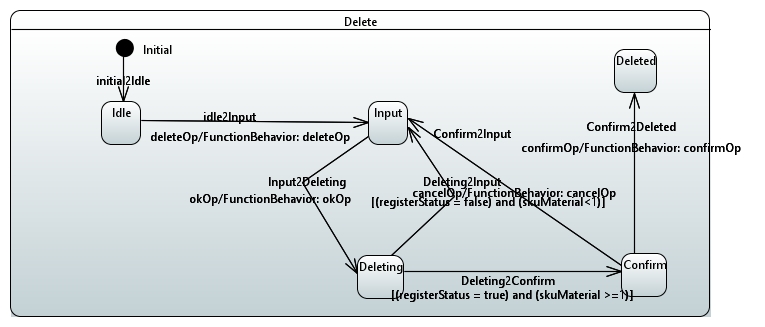 Delete
Initial
initial2Idle
Idle
idle2Input
deleteOp/FunctionBehavior: deleteOp
Input
Deleted
Confirm2Input
Confirm2Deleted
confirmOp/FunctionBehavior: confirmOp
Input2Deleting
okOp/FunctionBehavior: okOp
Deleting2Input
cancelOp/FunctionBehavior: cancelOp
[(registerStatus = false) and (skuMaterial<1)]
Deleting
Confirm
Deleting2Confirm
[(registerStatus = true) and (skuMaterial >=1)]